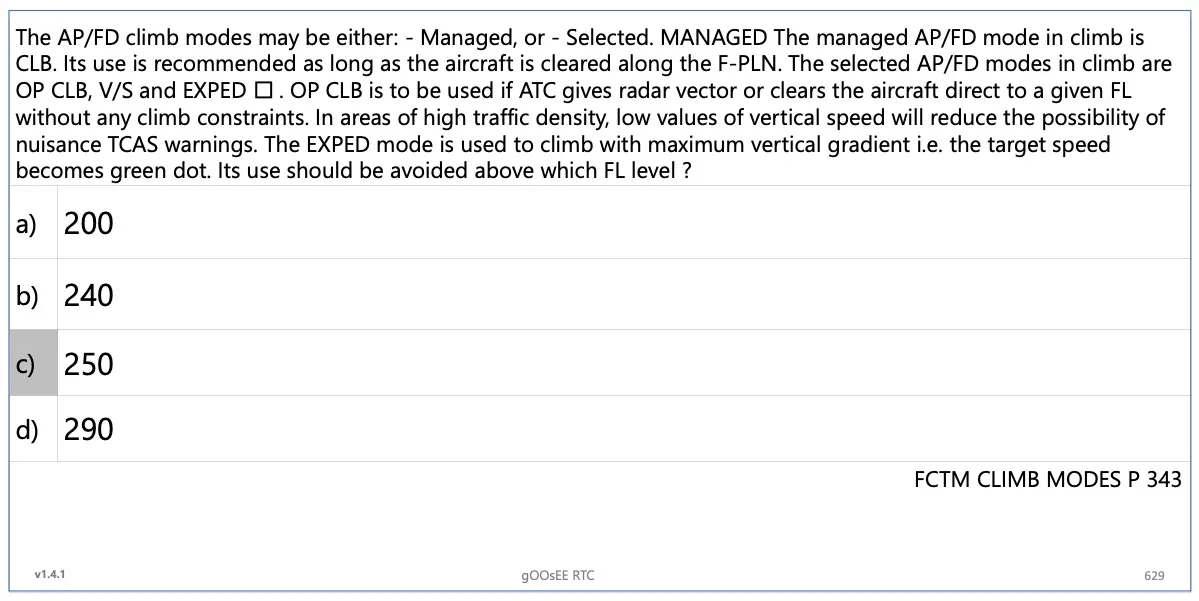 The AP/FD climb modes may be either: - Managed, or - Selected. MANAGED The managed AP/FD mode in climb is
CLB. Its use is recommended as long as the aircraft is cleared along the F-PLN. The selected AP/FD modes in climb are
OP CLB, V/S and EXPED □ . OP CLB is to be used if ATC gives radar vector or clears the aircraft direct to a given FL
without any climb constraints. In areas of high traffic density, low values of vertical speed will reduce the possibility of
nuisance TCAS warnings. The EXPED mode is used to climb with maximum vertical gradient i.e. the target speed
becomes green dot. Its use should be avoided above which FL level ?
a) 200
b) 240
c) 250
d) 290
FCTM CLIMB MODES P 343
v1.4.1 gOOsEE RTC 629